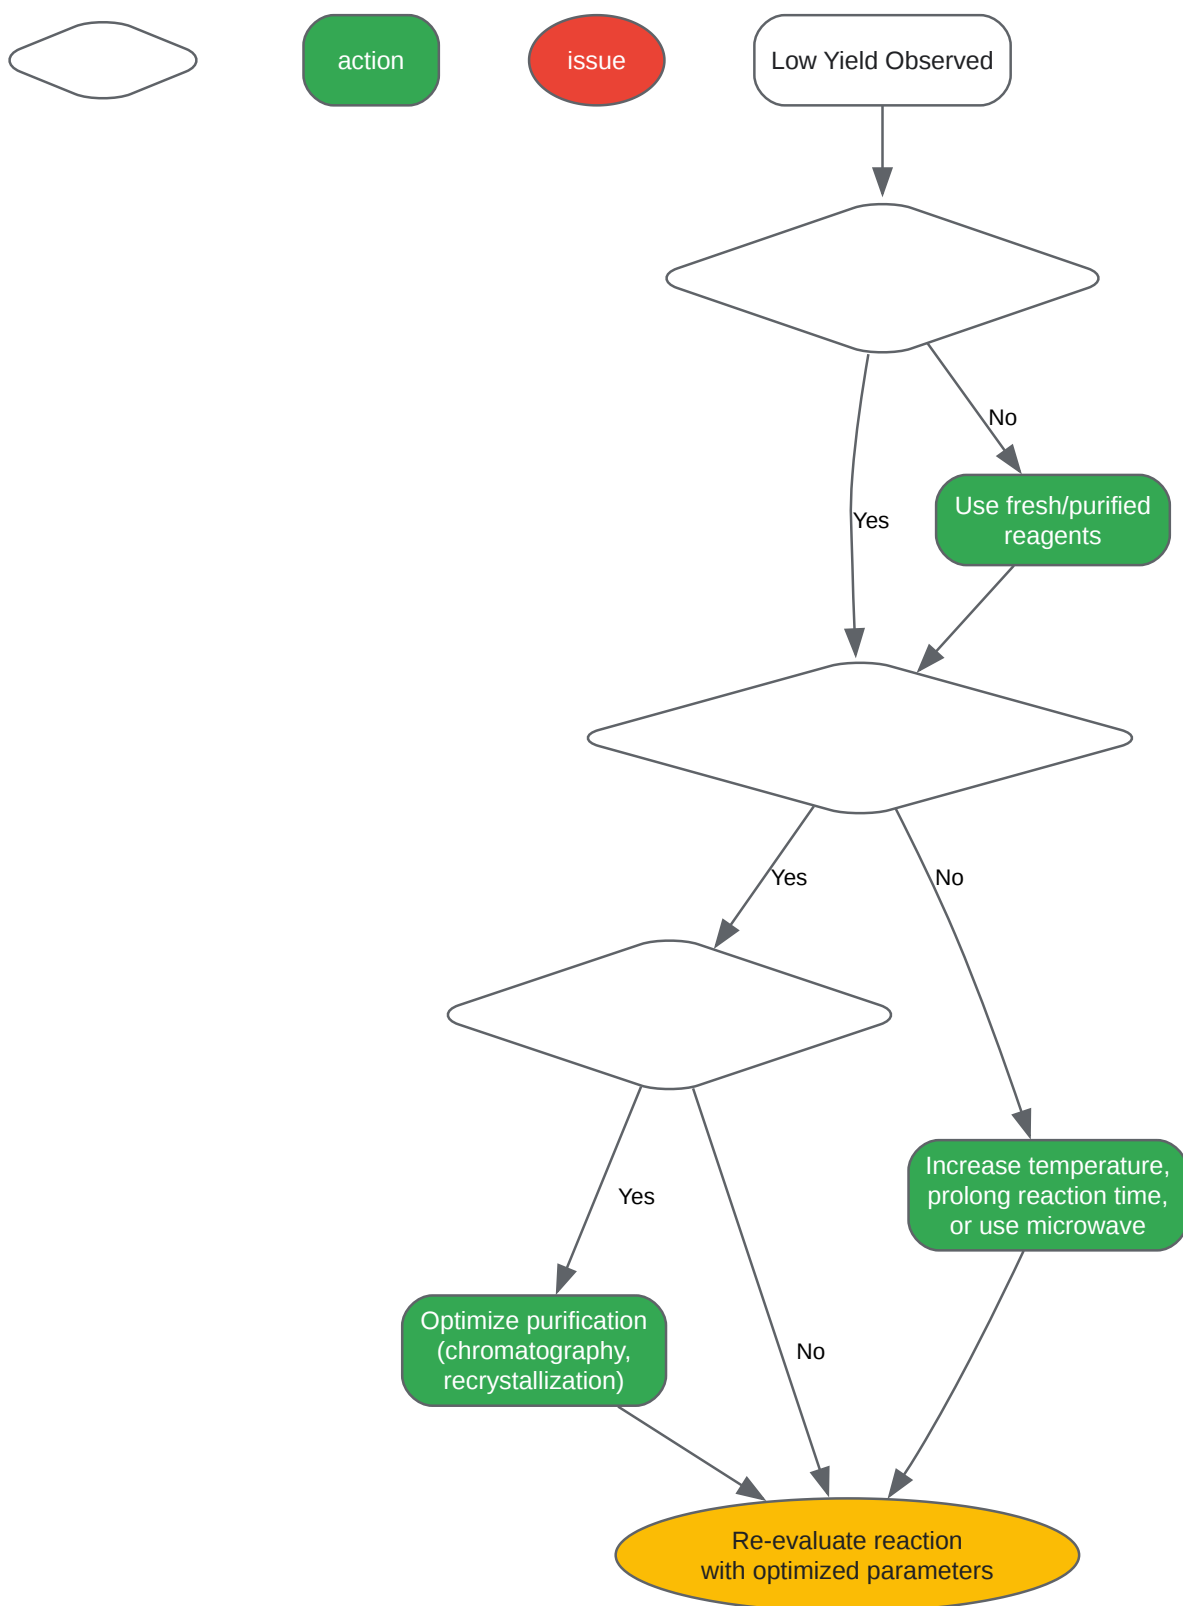 action
issue
Low Yield Observed
No
Yes
Use fresh/purified
reagents
Yes
No
Increase temperature,
prolong reaction time,
or use microwave
Yes
Optimize purification
(chromatography,
recrystallization)
No
Re-evaluate reaction
with optimized parameters